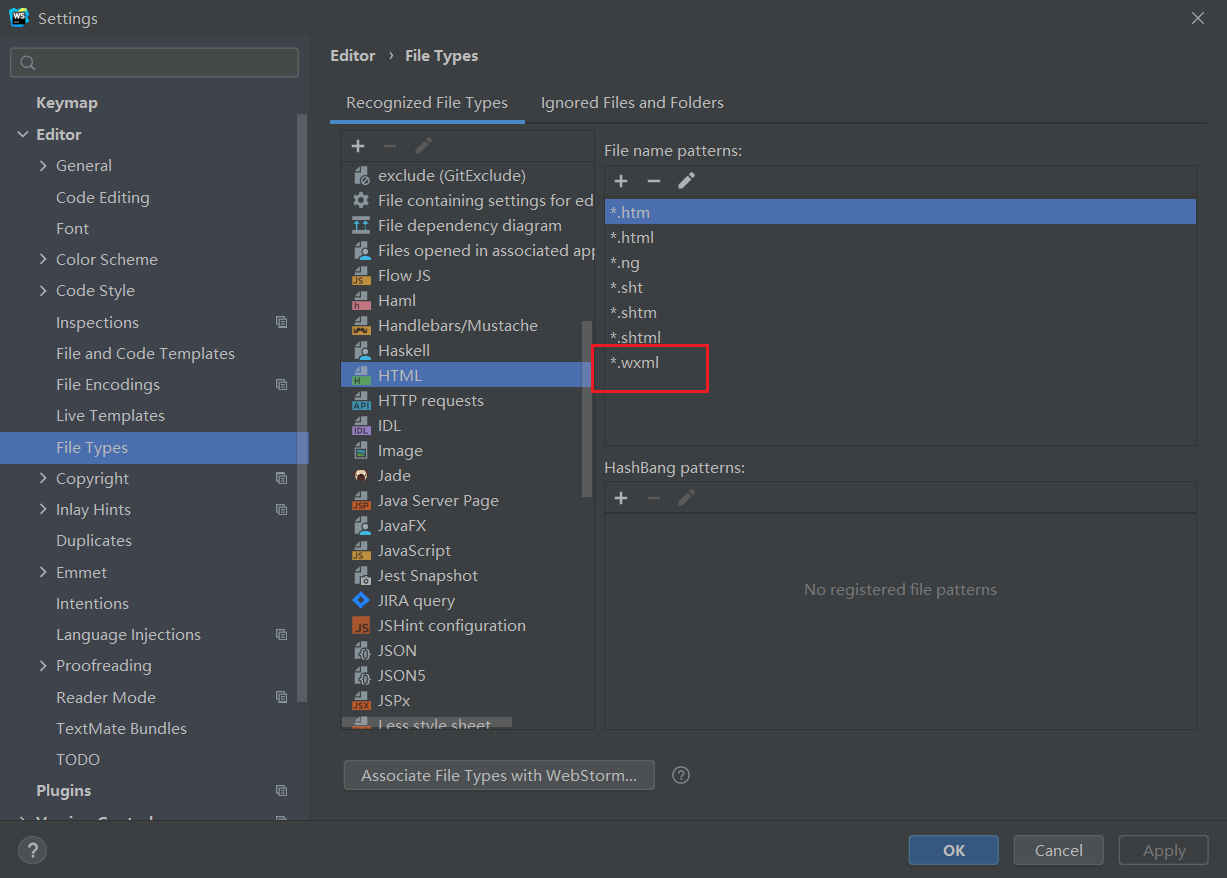 WS
Settings
Keymap
Editor
General
Code Editing
Font
Color Scheme
Code Style
Inspections
File and Code Templates
File Encodings
Live Templates
File Types
Copyright
Inlay Hints
Duplicates
Emmet
Intentions
Language Injections
Proofreading
Reader Mode
TextMate Bundles
TODO
Plugins
Version Control
Editor › File Types
Recognized File Types
Ignored Files and Folders
exclude (GitExclude)
File containing settings for ed
File dependency diagram
Files opened in associated app
Flow JS
Haml
Handlebars/Mustache
Haskell
HTML
HTTP requests
IDL
Image
Jade
Java Server Page
JavaFX
JavaScript
Jest Snapshot
JIRA query
JSHint configuration
JSON
JSON5
JSPx
Less style sheet
File name patterns:
*.htm
*.html
*.ng
*.sht
*.shtm
*.shtml
*.wxml
HashBang patterns:
No registered file patterns
Associate File Types with WebStorm...
?
?
OK
Cancel
Apply